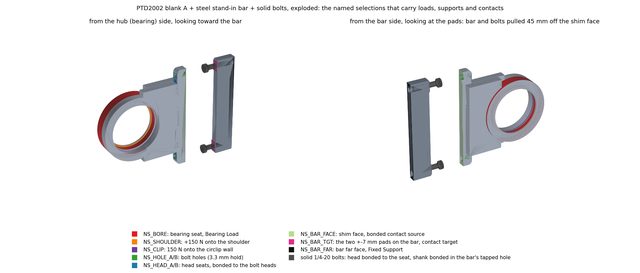 PTD2002 blank A + steel stand-in bar + solid bolts, exploded: the named selections that carry loads, supports and contacts
from the hub (bearing) side, looking toward the bar
from the bar side, looking at the pads: bar and bolts pulled 45 mm off the shim face
NS_BORE: bearing seat, Bearing Load
NS_SHOULDER: +150 N onto the shoulder
NS_CLIP: 150 N onto the circlip wall
NS_HOLE_A/B: bolt holes (3.3 mm hold)
NS_HEAD_A/B: head seats, bonded to the bolt heads
NS_BAR_FACE: shim face, bonded contact source
NS_BAR_TGT: the two +-7 mm pads on the bar, contact target
NS_BAR_FAR: bar far face, Fixed Support
solid 1/4-20 bolts: head bonded to the seat, shank bonded in the bar's tapped hole